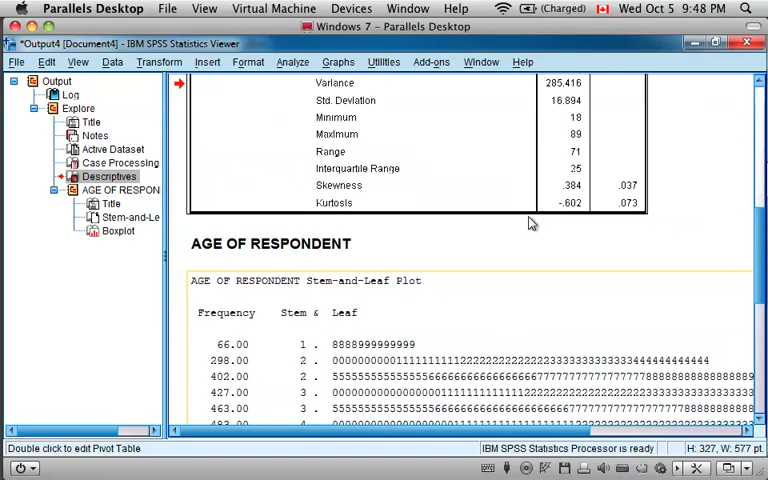 Parallels Desktop File View Virtual Machine Devices Window Help (Charged) Wed Oct 5 9:48 PM
Windows 7 - Parallels Desktop
*Output4 [Document4] - IBM SPSS Statistics Viewer
File Edit View Data Transform Insert Format Analyze Graphs Utilities Add-ons Window Help
Output
Log
Explore
Title
Notes
Active Dataset
Case Processing
Descriptives
AGE OF RESPON
Title
Stem-and-Le
Boxplot
Variance 285.416
Std. Deviation 16.894
Minimum 18
Maximum 89
Range 71
Interquartile Range 25
Skewness .384 .037
Kurtosis -.602 .073
AGE OF RESPONDENT
AGE OF RESPONDENT Stem-and-Leaf Plot
Frequency Stem & Leaf
66.00 1 . 8888999999999
298.00 2 .
402.00 2 .
427.00 3 .
463.00 3 .
Double click to edit Pivot Table
IBM SPSS Statistics Processor is ready
H: 327, W: 577 pt.